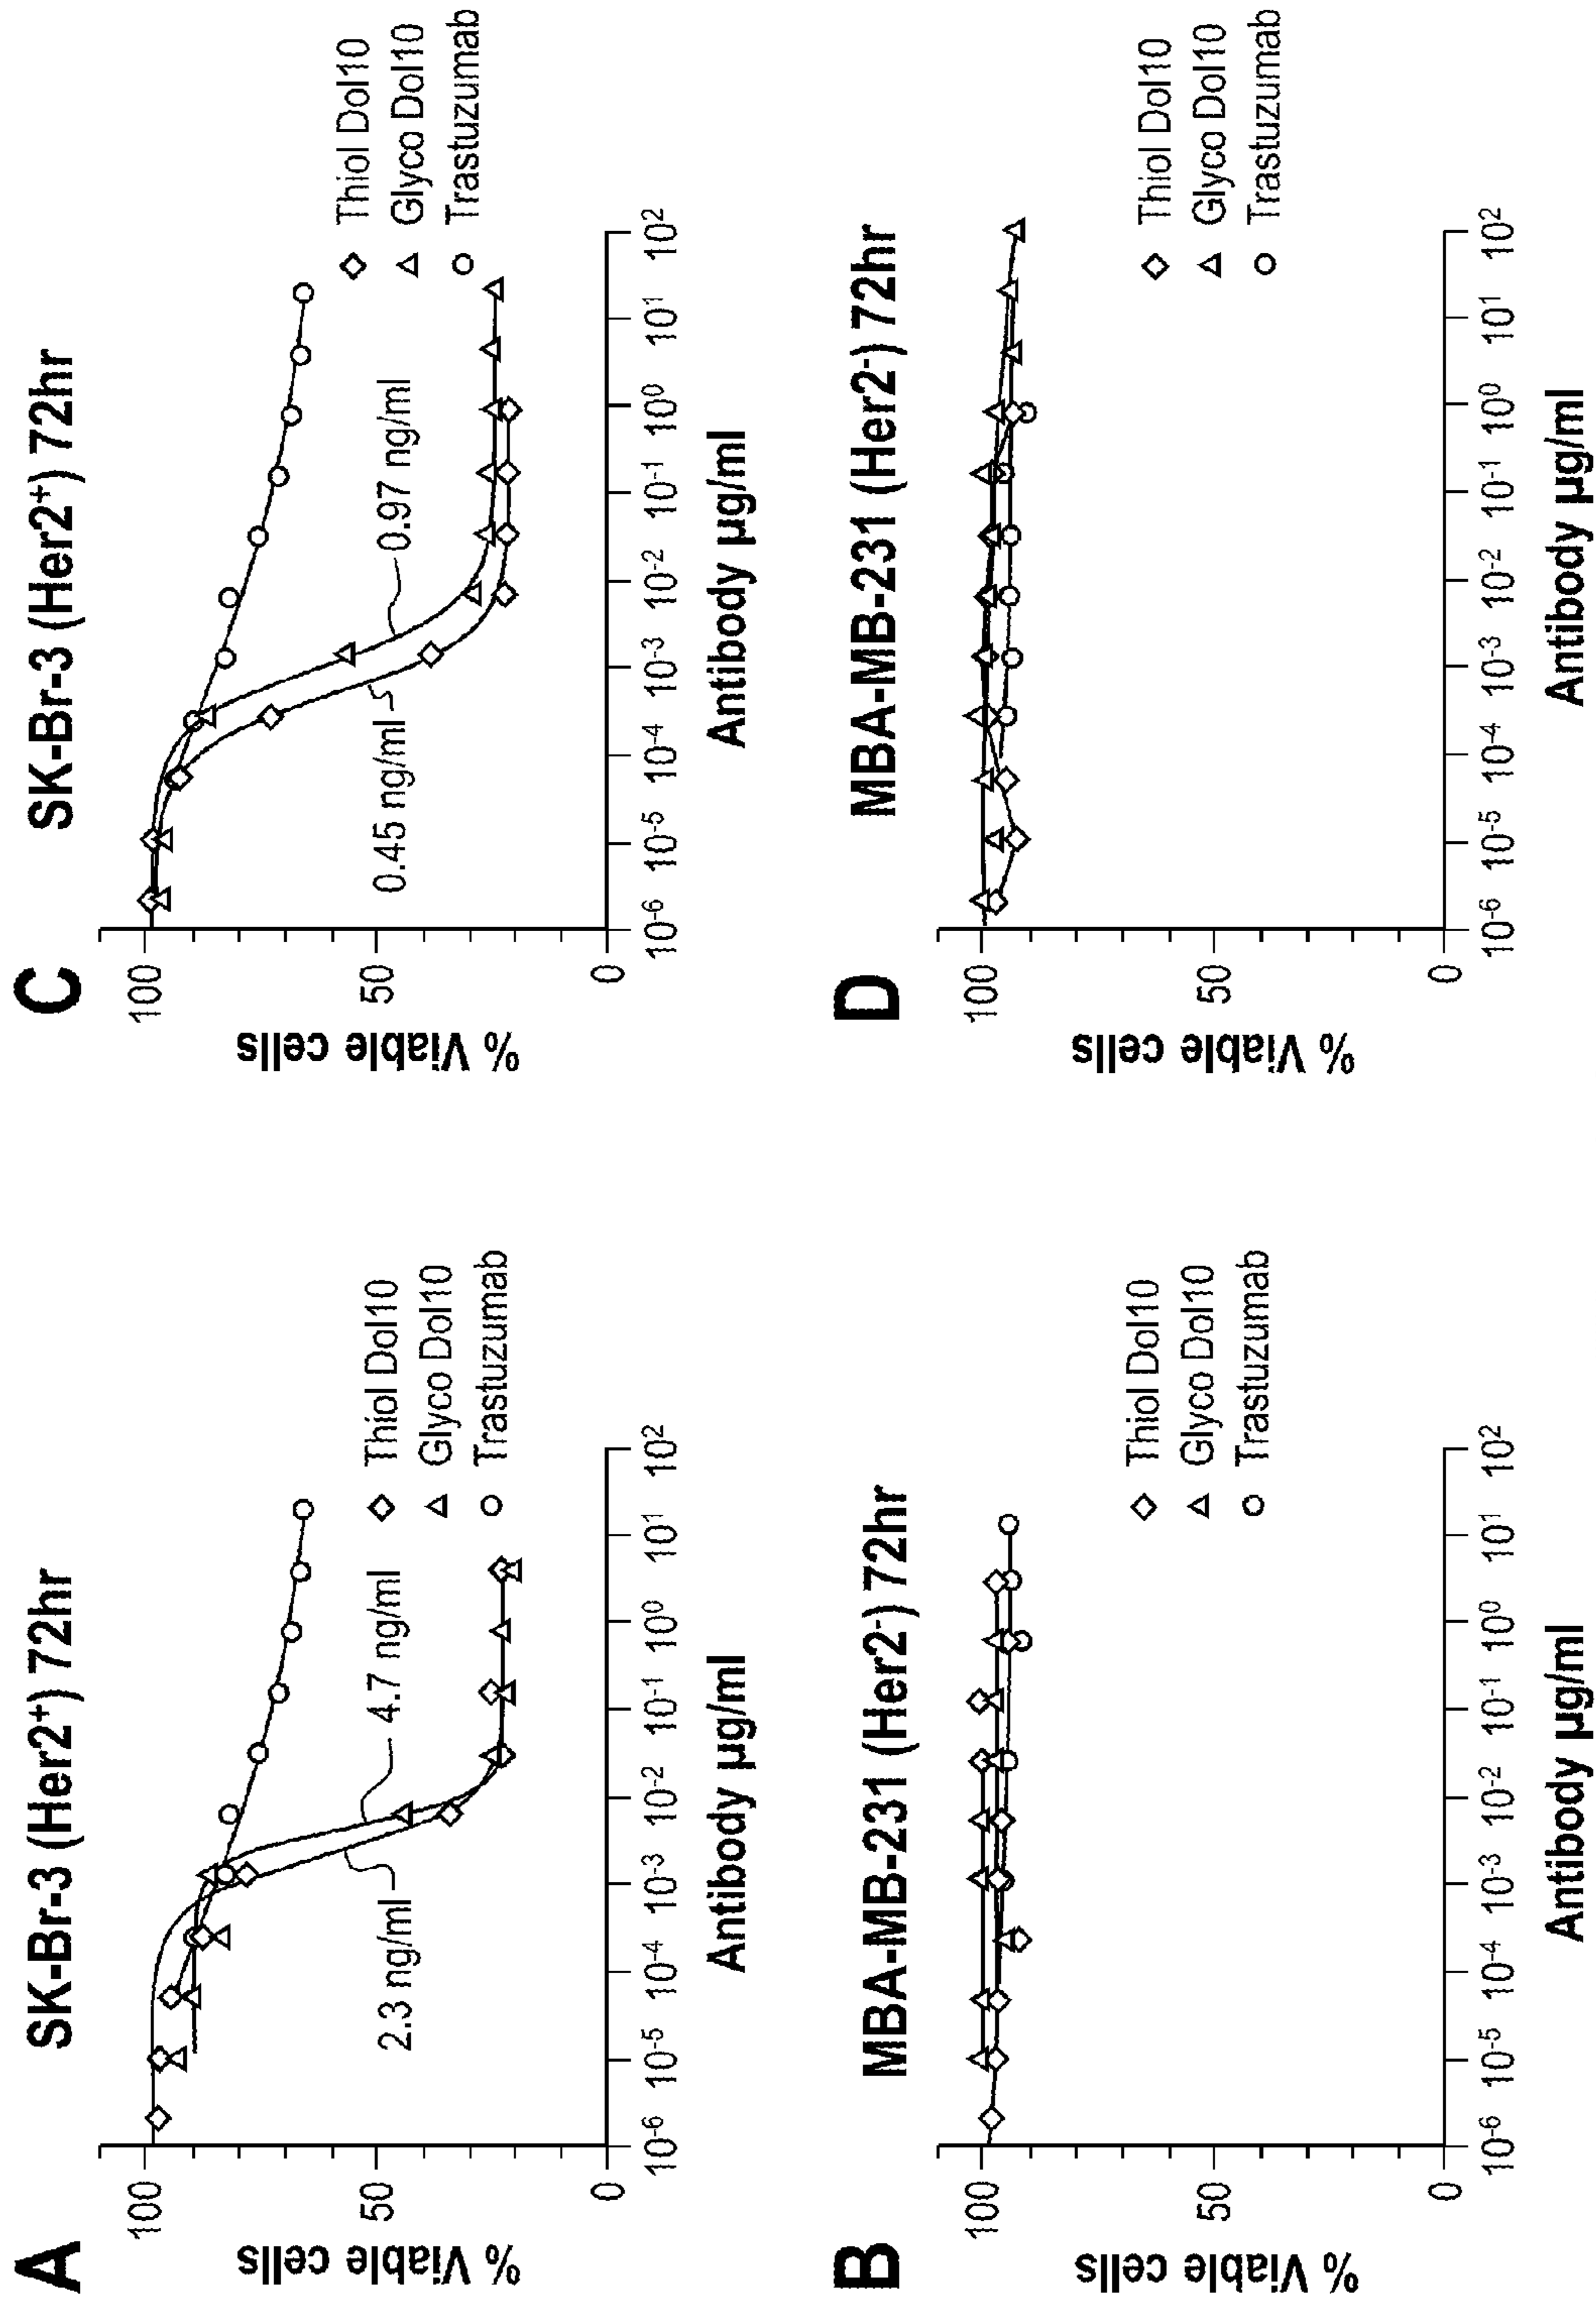 A
SK-Br-3 (Her2⁺) 72hr
% Viable cells
100
50
0
2.3 ng/ml
4.7 ng/ml
Thiol Dol10
Glyco Dol10
Trastuzumab
10⁻⁶ 10⁻⁵ 10⁻⁴ 10⁻³ 10⁻² 10⁻¹ 10⁰ 10¹ 10²
Antibody µg/ml
C
SK-Br-3 (Her2⁺) 72hr
% Viable cells
100
50
0
0.45 ng/ml
0.97 ng/ml
Thiol Dol10
Glyco Dol10
Trastuzumab
10⁻⁶ 10⁻⁵ 10⁻⁴ 10⁻³ 10⁻² 10⁻¹ 10⁰ 10¹ 10²
Antibody µg/ml
B
MBA-MB-231 (Her2⁻) 72hr
% Viable cells
100
50
0
Thiol Dol10
Glyco Dol10
Trastuzumab
10⁻⁶ 10⁻⁵ 10⁻⁴ 10⁻³ 10⁻² 10⁻¹ 10⁰ 10¹ 10²
Antibody µg/ml
D
MBA-MB-231 (Her2⁻) 72hr
% Viable cells
100
50
0
Thiol Dol10
Glyco Dol10
Trastuzumab
10⁻⁶ 10⁻⁵ 10⁻⁴ 10⁻³ 10⁻² 10⁻¹ 10⁰ 10¹ 10²
Antibody µg/ml